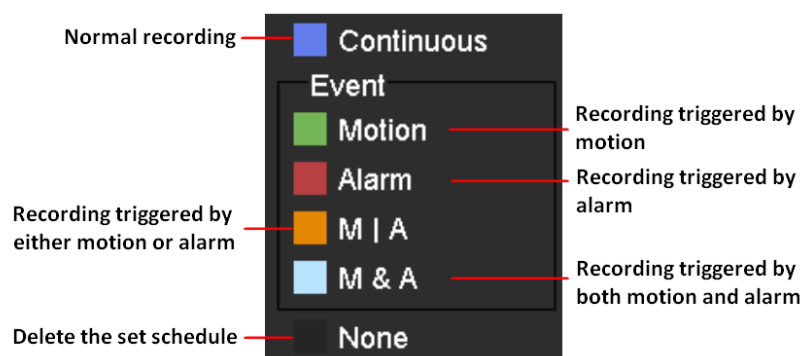 Normal recording
Continuous
Event
Motion
Recording triggered by
motion
Alarm
Recording triggered by
alarm
Recording triggered by
either motion or alarm
M | A
M & A
Recording triggered by
both motion and alarm
Delete the set schedule
None